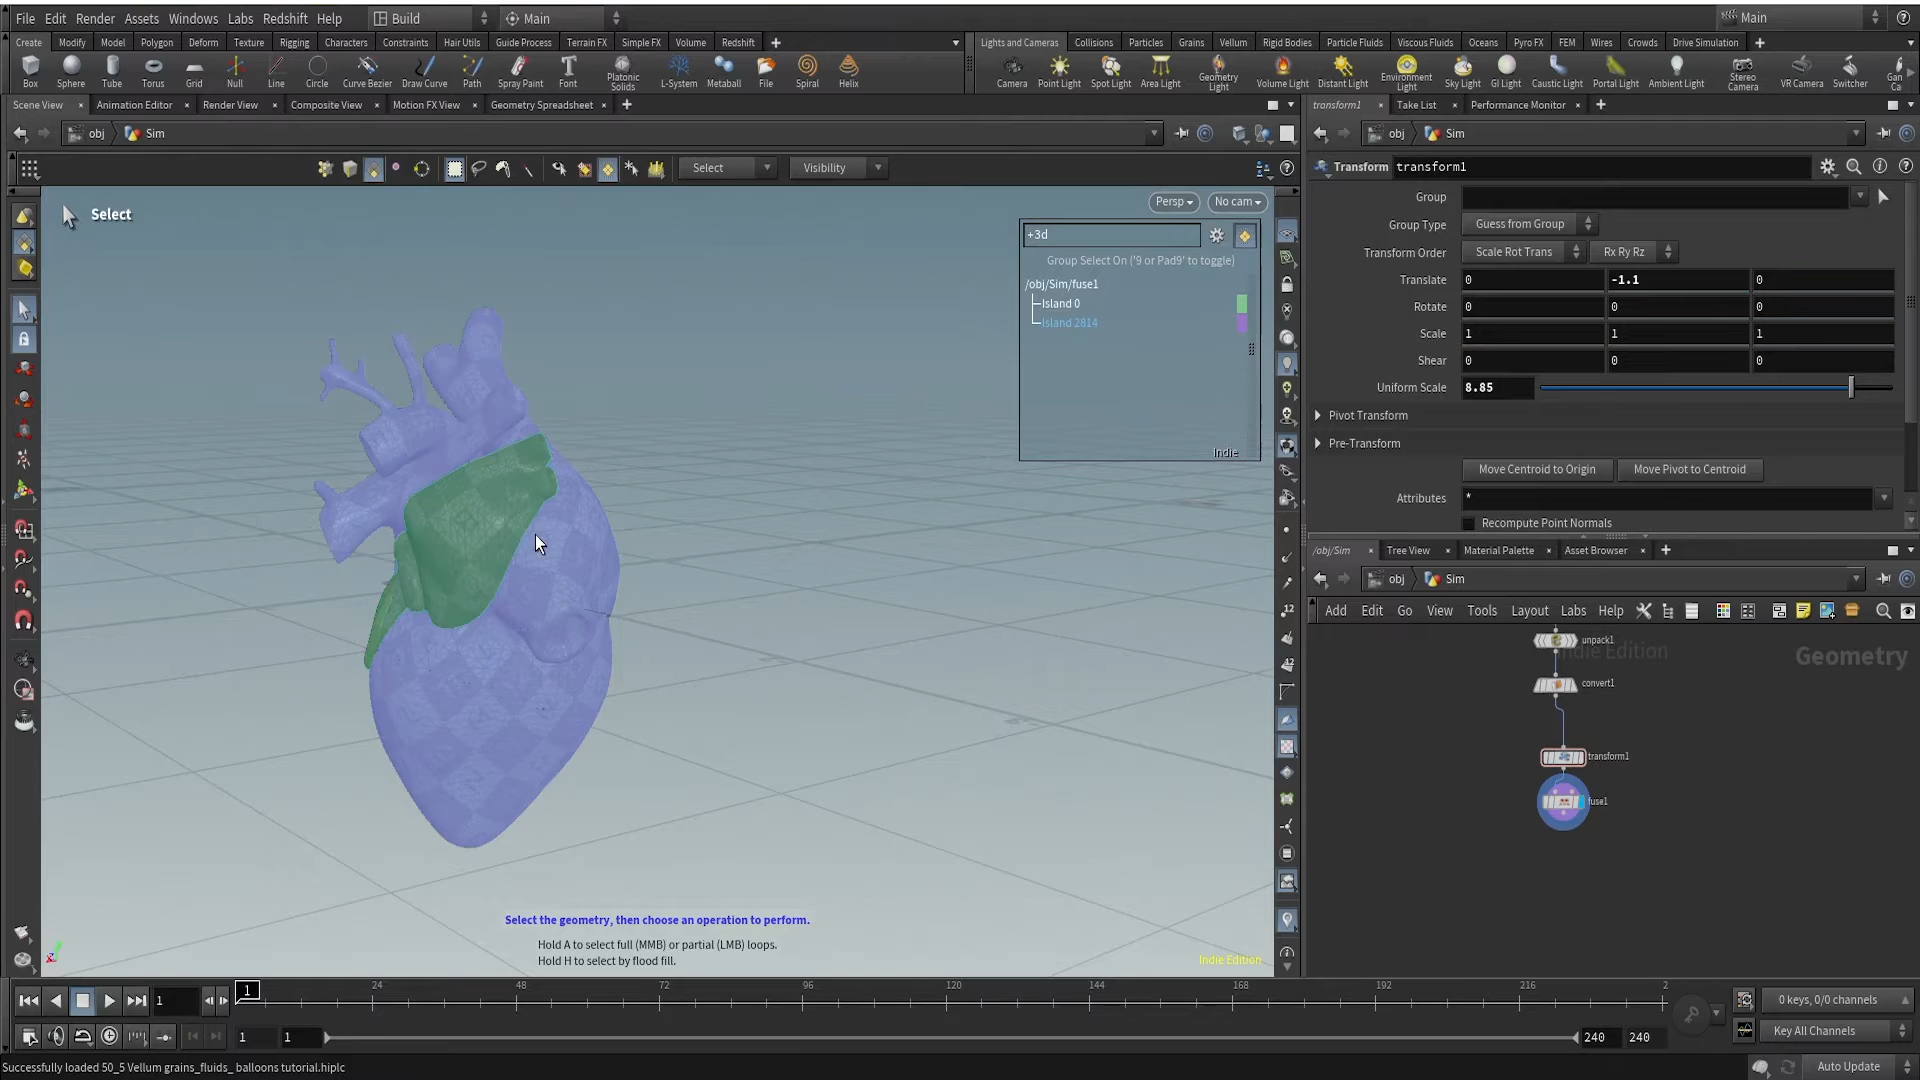 File Edit Render Assets Windows Labs Redshift Help Build Main Main
Create Modify Model Polygon Deform Texture Rigging Characters Constraints Hair Utils Guide Process Terrain FX Simple FX Volume Redshift
Lights and Cameras Collisions Particles Grains Vellum Rigid Bodies Particle Fluids Viscous Fluids Oceans Pyro FX FEM Wires Crowds Drive Simulation
Box Sphere Tube Torus Grid Null Line Circle Curve Bezier Draw Curve Path Spray Paint Font Platonic Solids L-System Metaball File Spiral Helix
Camera Point Light Spot Light Area Light Geometry Light Volume Light Distant Light Environment Light Sky Light GI Light Caustic Light Portal Light Ambient Light Stereo Camera VR Camera Switcher
Scene View Animation Editor Render View Composite View Motion FX View Geometry Spreadsheet
transform1 Take List Performance Monitor
obj Sim
obj Sim
Select Visibility
Transform transform1
Select
Persp No cam
+3d
Group Select On ('9 or Pad9' to toggle)
/obj/Sim/fuse1
Island 0
Island 2814
Indie
Group
Group Type Guess from Group
Transform Order Scale Rot Trans Rx Ry Rz
Translate 0 -1.1 0
Rotate 0 0 0
Scale 1 1 1
Shear 0 0 0
Uniform Scale 8.85
Pivot Transform
Pre-Transform
Move Centroid to Origin Move Pivot to Centroid
Attributes *
Recompute Point Normals
/obj/Sim Tree View Material Palette Asset Browser
obj Sim
Add Edit Go View Tools Layout Labs Help
unpack1
Indie Edition
Geometry
convert1
transform1
fuse1
12
12
Select the geometry, then choose an operation to perform.
Hold A to select full (MMB) or partial (LMB) loops.
Hold H to select by flood fill.
Indie Edition
1 1 24 48 72 96 120 144 168 192 216 2
0 keys, 0/0 channels
1 1 240 240
Key All Channels
Successfully loaded 50_5 Vellum grains_fluids_ balloons tutorial.hiplc
Auto Update